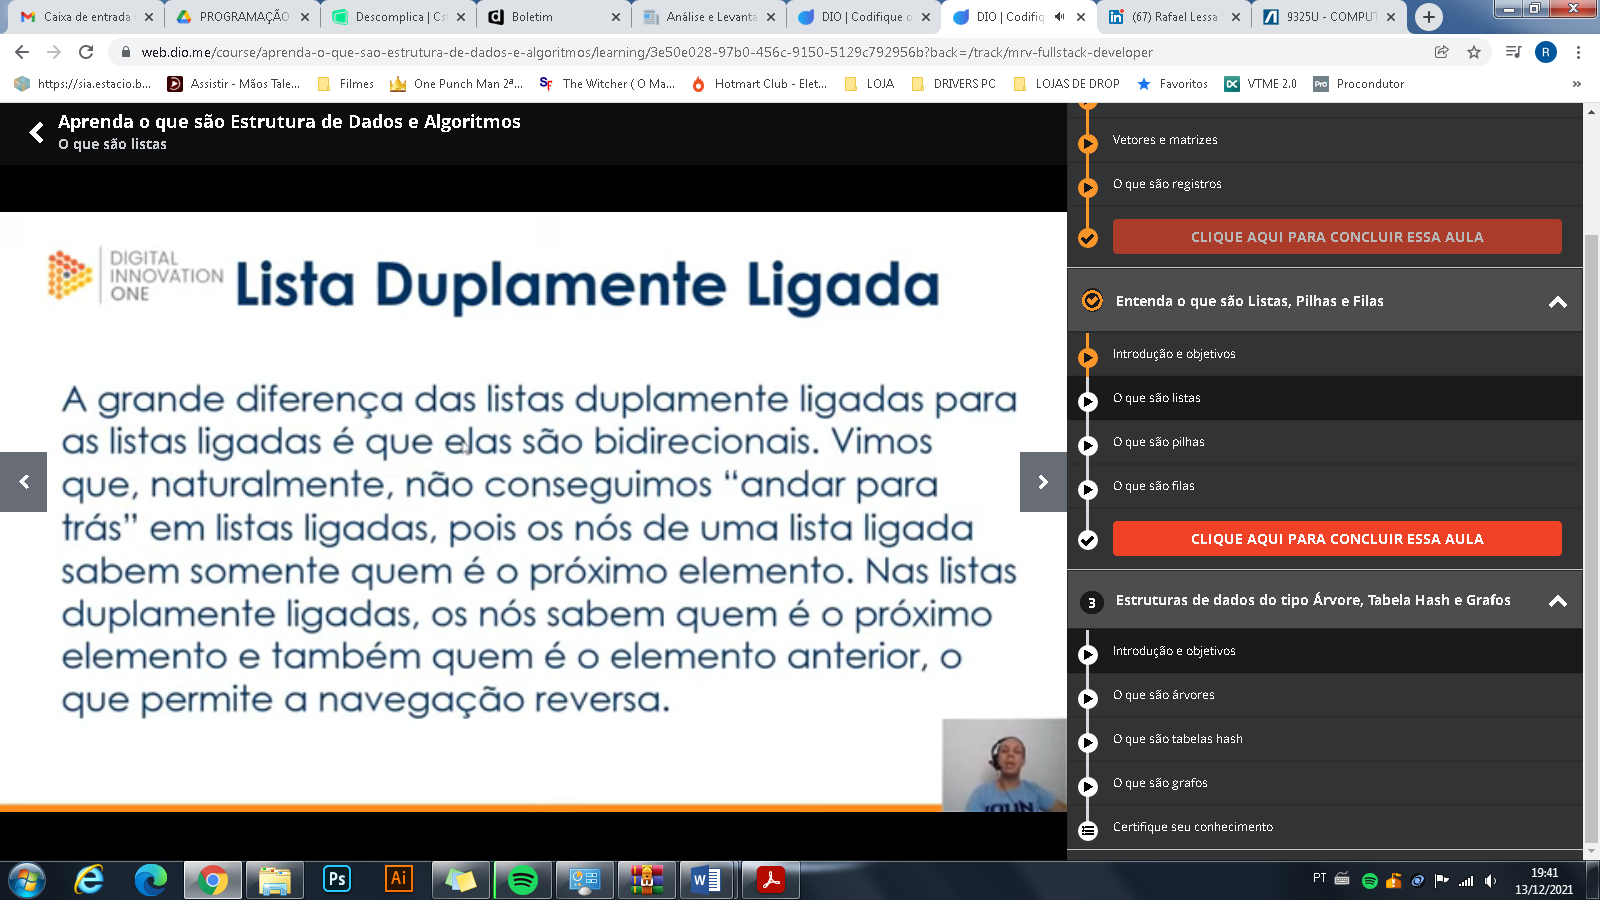 Caixa de entrada
PROGRAMAÇÃO
Descomplica | Cst
Boletim
Análise e Levanta
DIO | Codifique o
DIO | Codifiq
(67) Rafael Lessa
9325U - COMPUT
web.dio.me/course/aprenda-o-que-sao-estrutura-de-dados-e-algoritmos/learning/3e50e028-97b0-456c-9150-5129c792956b?back=/track/mrv-fullstack-developer
R
https://sia.estacio.b...
Assistir - Mãos Tale...
Filmes
One Punch Man 2ª...
SF
The Witcher ( O Ma...
Hotmart Club - Elet...
LOJA
DRIVERS PC
LOJAS DE DROP
Favoritos
DC
VTME 2.0
Pro
Procondutor
»
Aprenda o que são Estrutura de Dados e Algoritmos
O que são listas
DIGITAL
INNOVATION
ONE
Lista Duplamente Ligada
A grande diferença das listas duplamente ligadas para
as listas ligadas é que elas são bidirecionais. Vimos
que, naturalmente, não conseguimos “andar para
trás” em listas ligadas, pois os nós de uma lista ligada
sabem somente quem é o próximo elemento. Nas listas
duplamente ligadas, os nós sabem quem é o próximo
elemento e também quem é o elemento anterior, o
que permite a navegação reversa.
Vetores e matrizes
O que são registros
CLIQUE AQUI PARA CONCLUIR ESSA AULA
Entenda o que são Listas, Pilhas e Filas
Introdução e objetivos
O que são listas
O que são pilhas
O que são filas
CLIQUE AQUI PARA CONCLUIR ESSA AULA
3
Estruturas de dados do tipo Árvore, Tabela Hash e Grafos
Introdução e objetivos
O que são árvores
O que são tabelas hash
O que são grafos
Certifique seu conhecimento
Ps
Ai
PT
19:41
13/12/2021